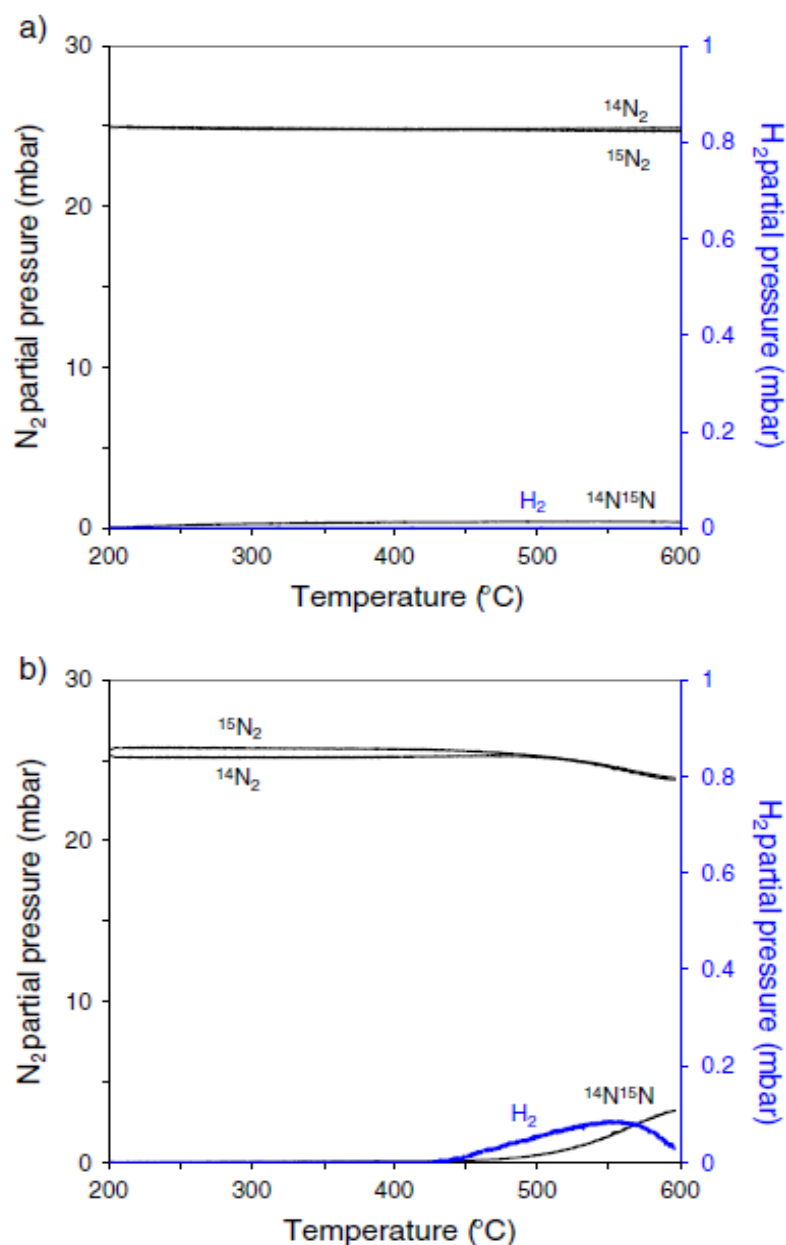 a)
30
20
10
0
N₂ partial pressure (mbar)
¹⁴N₂
¹⁵N₂
H₂
¹⁴N¹⁵N
1
0.8
0.6
0.4
0.2
0
H₂ partial pressure (mbar)
200 300 400 500 600
Temperature (°C)
b)
30
20
10
0
N₂ partial pressure (mbar)
¹⁵N₂
¹⁴N₂
H₂
¹⁴N¹⁵N
1
0.8
0.6
0.4
0.2
0
H₂ partial pressure (mbar)
200 300 400 500 600
Temperature (°C)